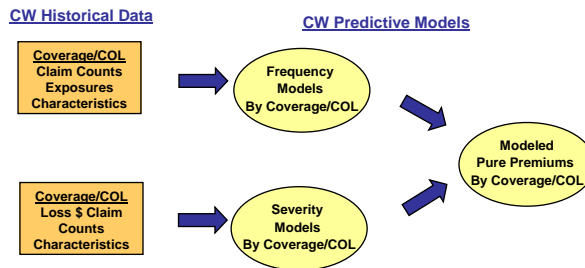 CW Historical Data
CW Predictive Models
Coverage/COL
Claim Counts
Exposures
Characteristics
Frequency
Models
By Coverage/COL
Modeled
Pure Premiums
By Coverage/COL
Coverage/COL
Loss $ Claim
Counts
Characteristics
Severity
Models
By Coverage/COL